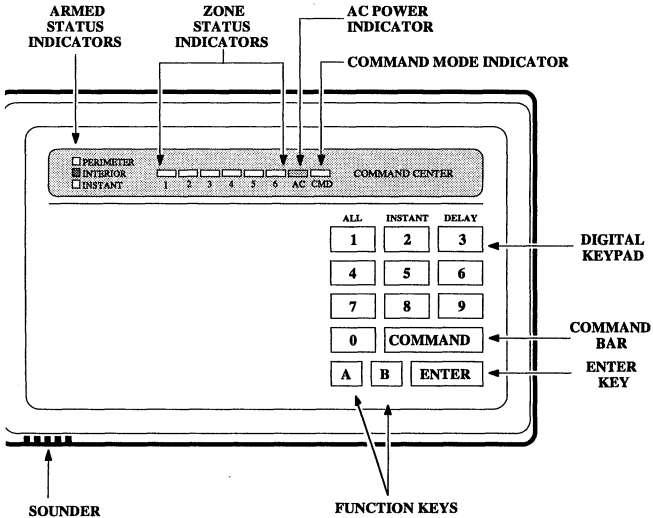 ARMED
STATUS
INDICATORS
ZONE
STATUS
INDICATORS
AC POWER
INDICATOR
COMMAND MODE INDICATOR
PERIMETER
INTERIOR
INSTANT
1 2 3 4 5 6 AC CMD
COMMAND CENTER
ALL INSTANT DELAY
1 2 3
4 5 6
7 8 9
0 COMMAND
A B ENTER
DIGITAL
KEYPAD
COMMAND
BAR
ENTER
KEY
SOUNDER
FUNCTION KEYS